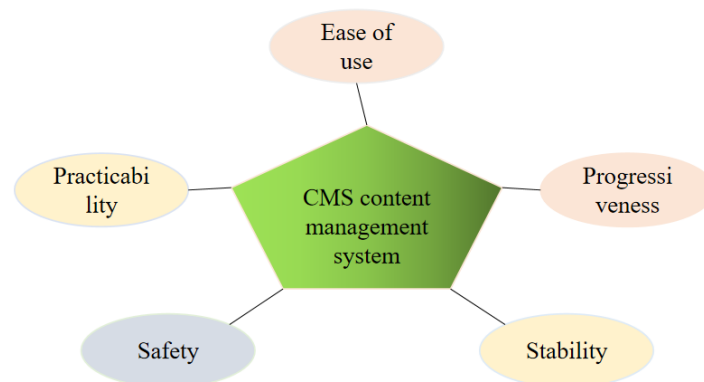 Ease of
use
Practicabi
lity
Progressi
veness
CMS content
management
system
Safety
Stability